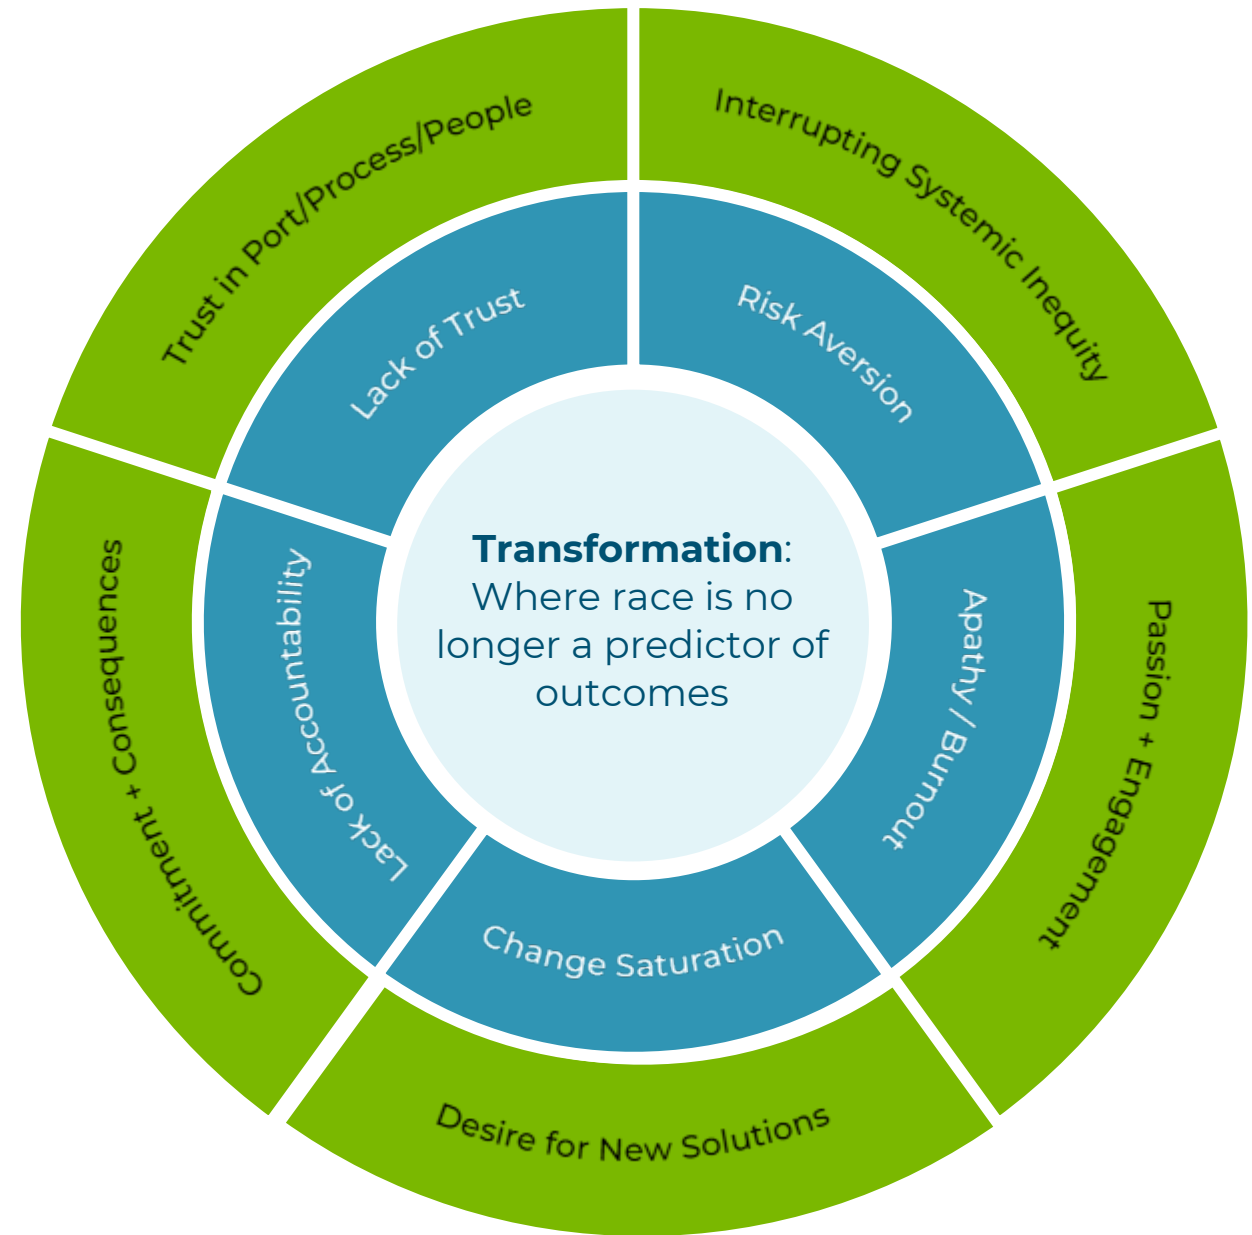 Trust in Port/Process/People
Interrupting Systemic Inequity
Lack of Trust
Risk Aversion
Transformation:
Where race is no
longer a predictor of
outcomes
Commitment + Consequences
Lack of Accountability
Apathy / Burnout
Passion + Engagement
Change Saturation
Desire for New Solutions